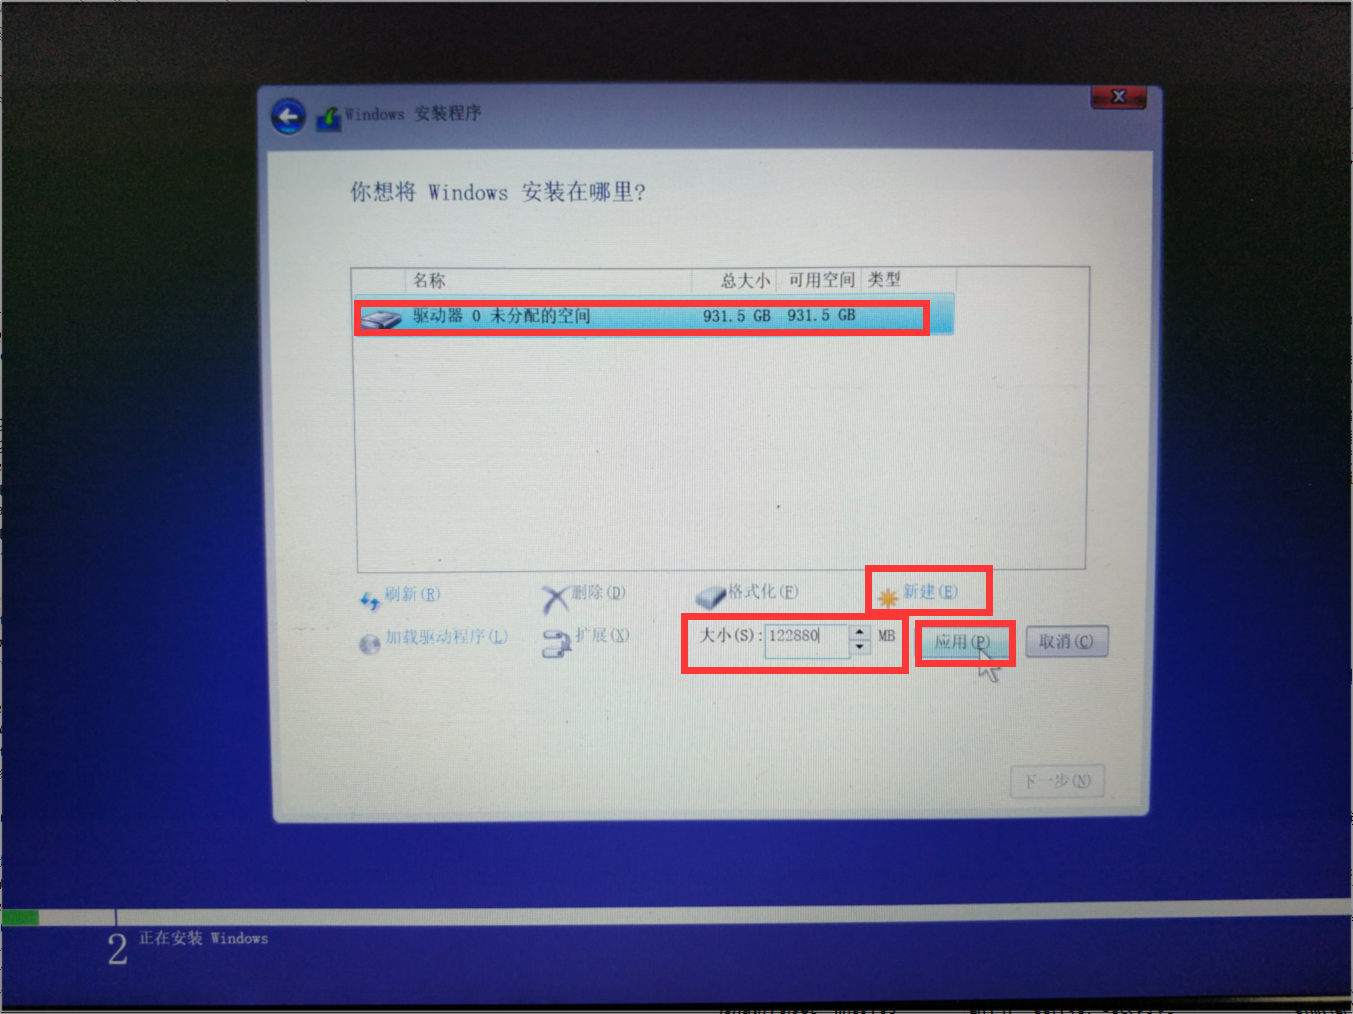 Windows 安装程序
你想将 Windows 安装在哪里?
名称 总大小 可用空间 类型
驱动器 0 未分配的空间 931.5 GB 931.5 GB
刷新(R) 删除(D) 格式化(F) 新建(E)
加载驱动程序(L) 扩展(X) 大小(S): 122880 MB 应用(P) 取消(C)
下一步(N)
2 正在安装 Windows